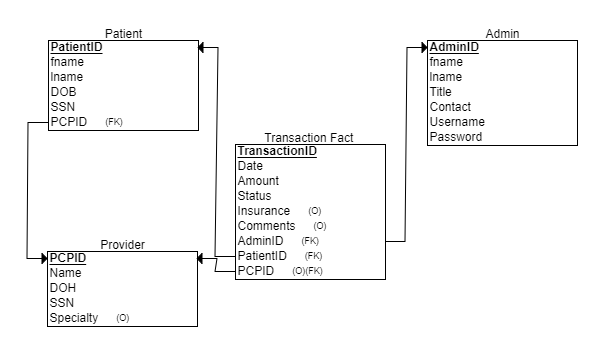 Patient
PatientID
fname
lname
DOB
SSN
PCPID (FK)
Admin
AdminID
fname
lname
Title
Contact
Username
Password
Transaction Fact
TransactionID
Date
Amount
Status
Insurance (O)
Comments (O)
AdminID (FK)
PatientID (FK)
PCPID (O)(FK)
Provider
PCPID
Name
DOH
SSN
Specialty (O)